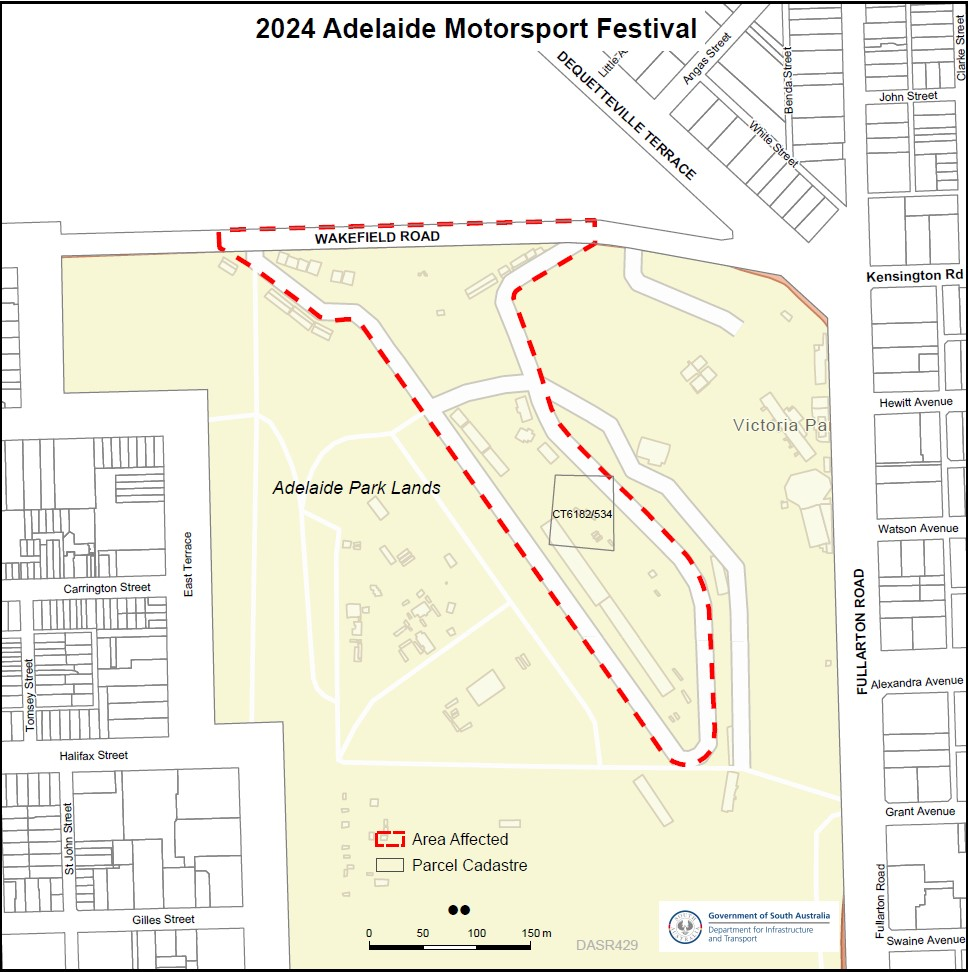 2024 Adelaide Motorsport Festival
DEQUETTEVILLE TERRACE
Angas Street
White Street
Benda Street
Clarke Street
John Street
WAKEFIELD ROAD
Kensington Rd
Hewitt Avenue
Victoria Par
Adelaide Park Lands
CT6182/534
Watson Avenue
East Terrace
Carrington Street
FULLARTON ROAD
Tomsey Street
Alexandra Avenue
Halifax Street
St John Street
Grant Avenue
Area Affected
Parcel Cadastre
Fullarton Road
Gilles Street
0 50 100 150 m
DASR429
SOUTH
Government of South Australia
Department for Infrastructure
and Transport
Swaine Avenue